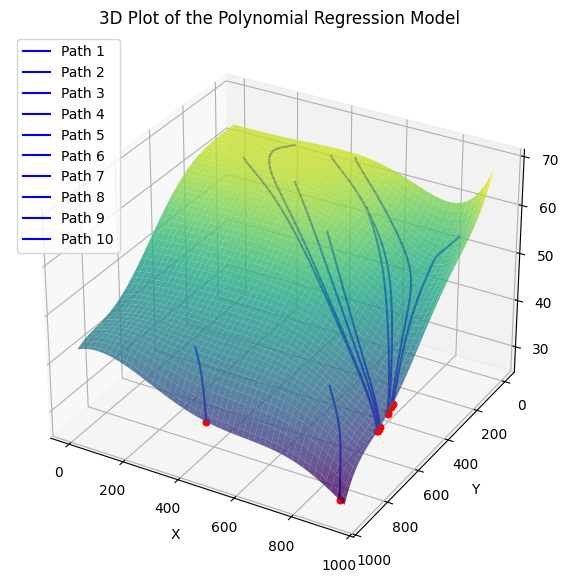 3D Plot of the Polynomial Regression Model
Path 1
Path 2
Path 3
Path 4
Path 5
Path 6
Path 7
Path 8
Path 9
Path 10
70
60
50
40
30
0
200
400
600
800
1000
X
0
200
400
600
800
1000
Y